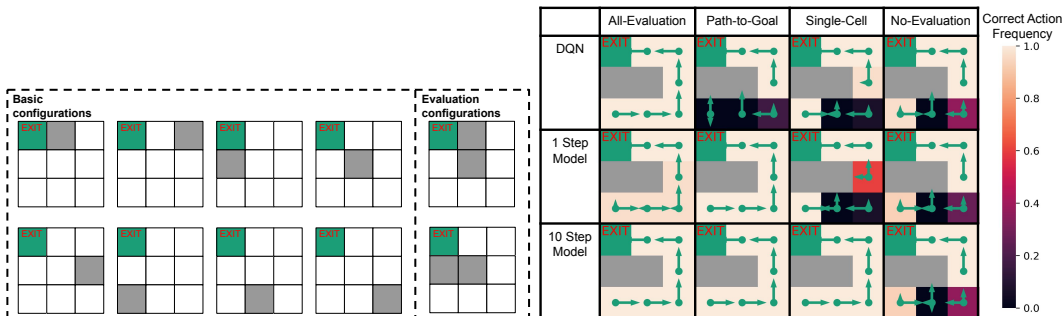 Basic
configurations
Evaluation
configurations
EXIT
EXIT
EXIT
EXIT
EXIT
EXIT
EXIT
EXIT
EXIT
EXIT
All-Evaluation
Path-to-Goal
Single-Cell
No-Evaluation
DQN
EXIT
EXIT
EXIT
EXIT
1 Step
Model
EXIT
EXIT
EXIT
EXIT
10 Step
Model
EXIT
EXIT
EXIT
EXIT
Correct Action
Frequency
1.0
0.8
0.6
0.4
0.2
0.0